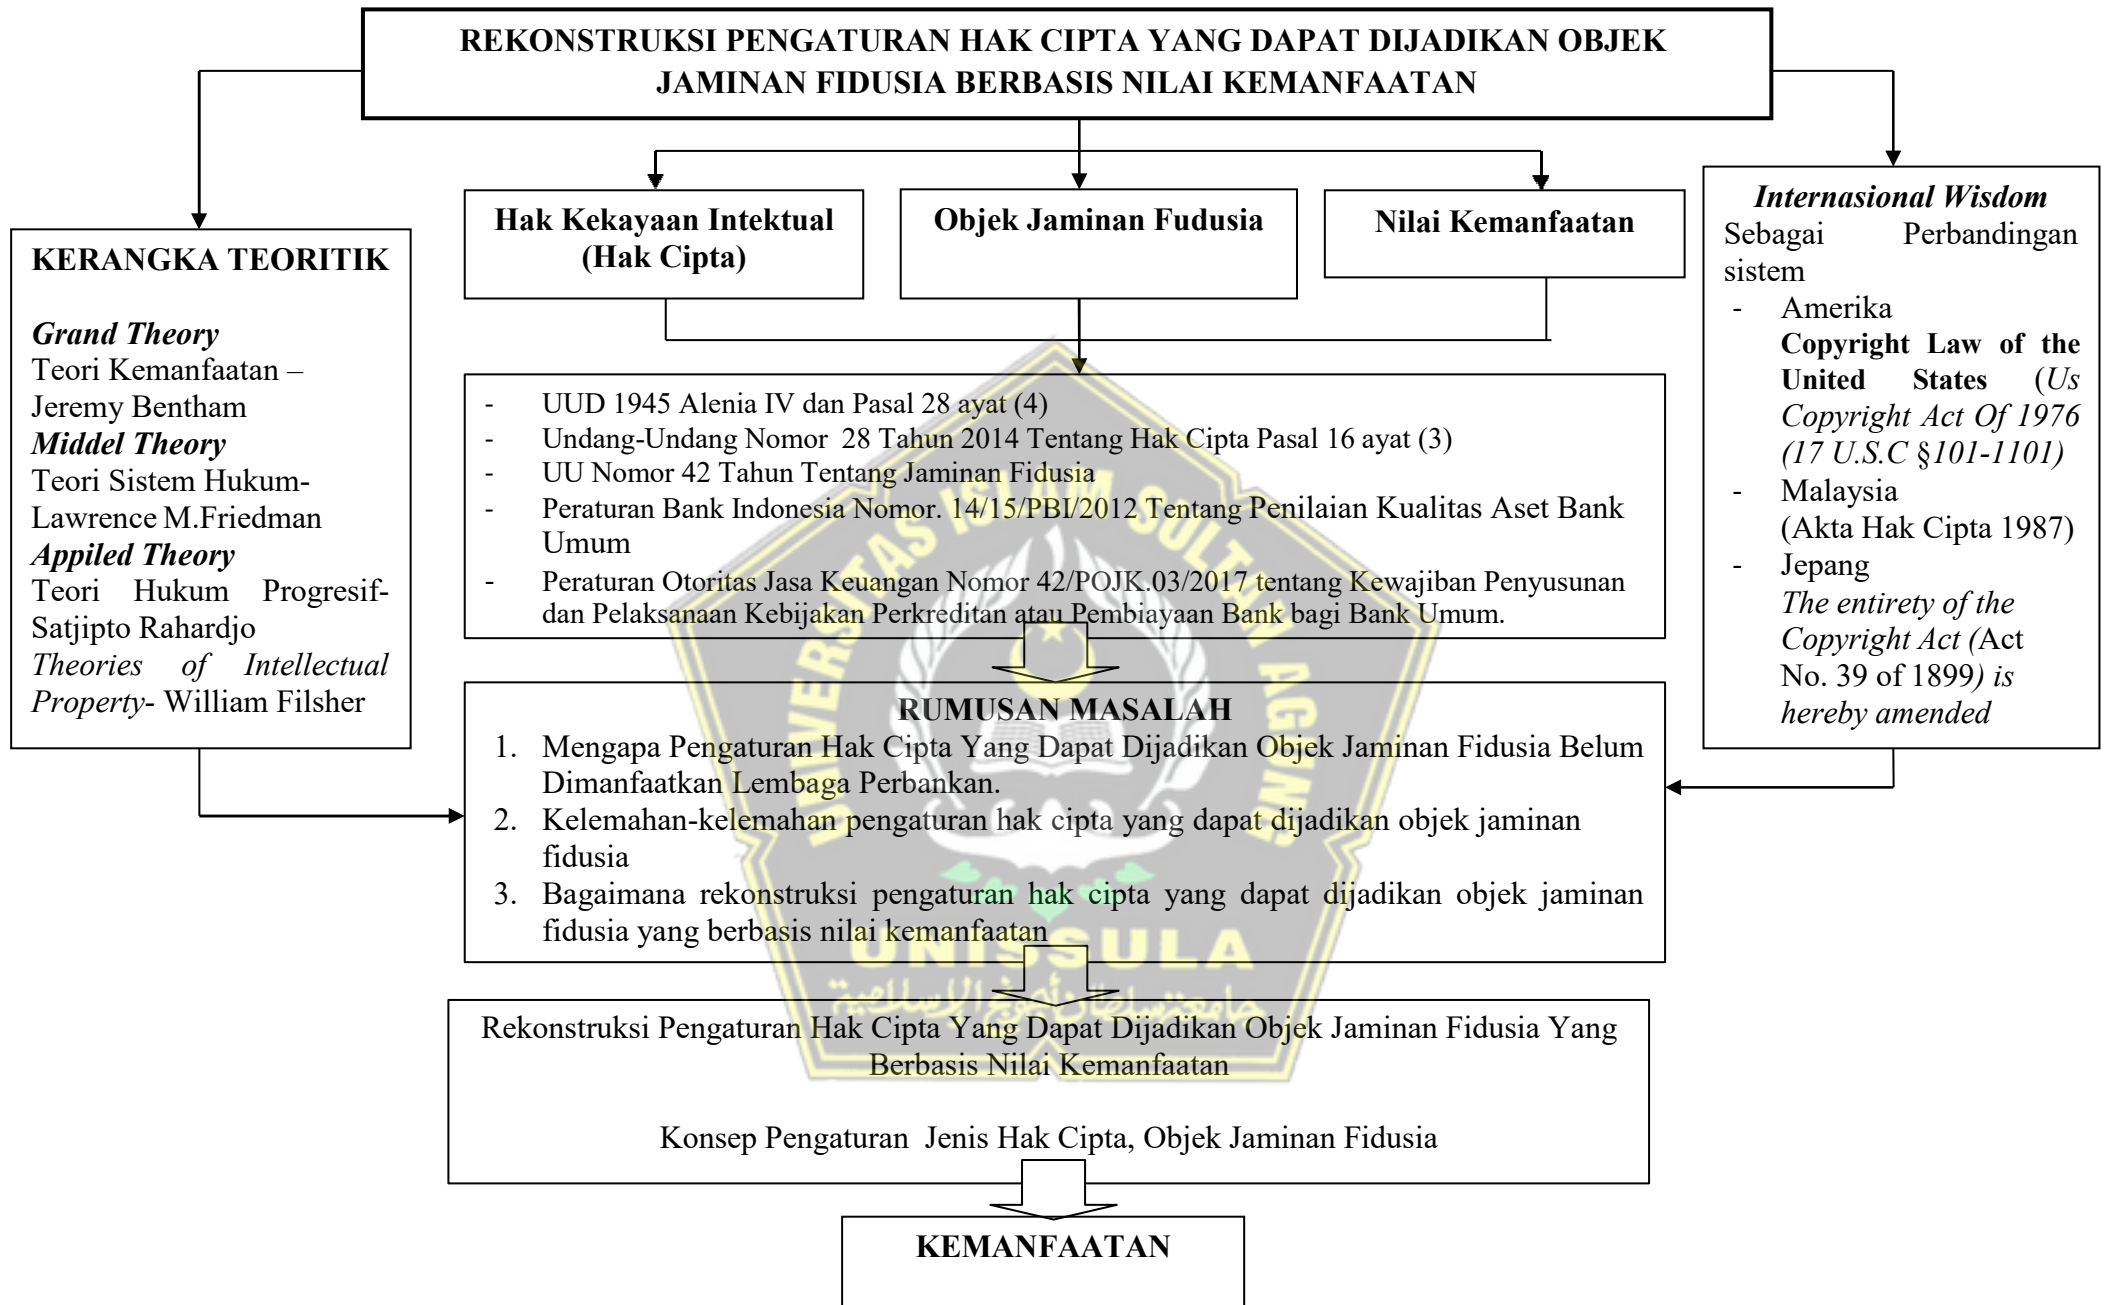 REKONSTRUKSI PENGATURAN HAK CIPTA YANG DAPAT DIJADIKAN OBJEK
JAMINAN FIDUSIA BERBASIS NILAI KEMANFAATAN
KERANGKA TEORITIK
Grand Theory
Teori Kemanfaatan –
Jeremy Bentham
Middel Theory
Teori Sistem Hukum-
Lawrence M.Friedman
Appiled Theory
Teori Hukum Progresif-
Satjipto Rahardjo
Theories of Intellectual
Property- William Filsher
Hak Kekayaan Intektual
(Hak Cipta)
Objek Jaminan Fudusia
Nilai Kemanfaatan
Internasional Wisdom
Sebagai Perbandingan
sistem
- Amerika
Copyright Law of the
United States (Us
Copyright Act Of 1976
(17 U.S.C §101-1101)
- Malaysia
(Akta Hak Cipta 1987)
- Jepang
The entirety of the
Copyright Act (Act
No. 39 of 1899) is
hereby amended
- UUD 1945 Alenia IV dan Pasal 28 ayat (4)
- Undang-Undang Nomor 28 Tahun 2014 Tentang Hak Cipta Pasal 16 ayat (3)
- UU Nomor 42 Tahun Tentang Jaminan Fidusia
- Peraturan Bank Indonesia Nomor. 14/15/PBI/2012 Tentang Penilaian Kualitas Aset Bank
Umum
- Peraturan Otoritas Jasa Keuangan Nomor 42/POJK.03/2017 tentang Kewajiban Penyusunan
dan Pelaksanaan Kebijakan Perkreditan atau Pembiayaan Bank bagi Bank Umum.
RUMUSAN MASALAH
1. Mengapa Pengaturan Hak Cipta Yang Dapat Dijadikan Objek Jaminan Fidusia Belum
Dimanfaatkan Lembaga Perbankan.
2. Kelemahan-kelemahan pengaturan hak cipta yang dapat dijadikan objek jaminan
fidusia
3. Bagaimana rekonstruksi pengaturan hak cipta yang dapat dijadikan objek jaminan
fidusia yang berbasis nilai kemanfaatan
Rekonstruksi Pengaturan Hak Cipta Yang Dapat Dijadikan Objek Jaminan Fidusia Yang
Berbasis Nilai Kemanfaatan
Konsep Pengaturan Jenis Hak Cipta, Objek Jaminan Fidusia
KEMANFAATAN
UNIVERSITAS ISLAM SULTAN AGUNG
UNISSULA
جامعة سلطان أجونج الإسلامية